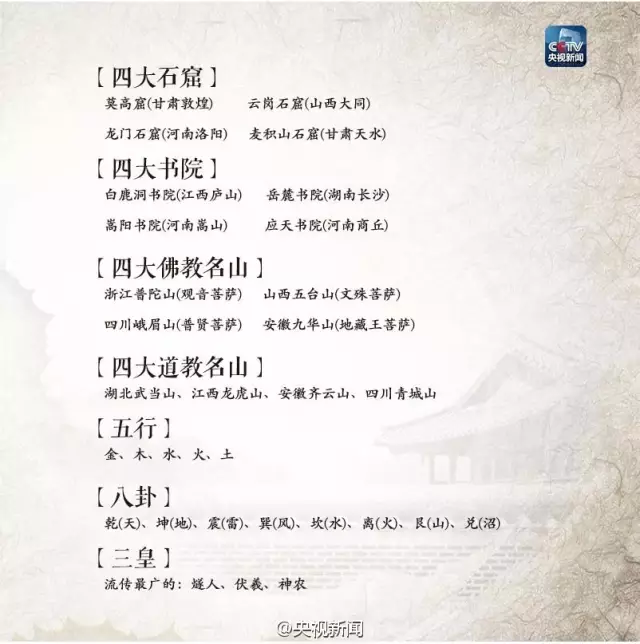 CCTV
央视新闻
【四大石窟】
莫高窟(甘肃敦煌) 云岗石窟(山西大同)
龙门石窟(河南洛阳) 麦积山石窟(甘肃天水)
【四大书院】
白鹿洞书院(江西庐山) 岳麓书院(湖南长沙)
嵩阳书院(河南嵩山) 应天书院(河南商丘)
【四大佛教名山】
浙江普陀山(观音菩萨) 山西五台山(文殊菩萨)
四川峨眉山(普贤菩萨) 安徽九华山(地藏王菩萨)
【四大道教名山】
湖北武当山、江西龙虎山、安徽齐云山、四川青城山
【五行】
金、木、水、火、土
【八卦】
乾(天)、坤(地)、震(雷)、巽(风)、坎(水)、离(火)、艮(山)、兑(沼)
【三皇】
流传最广的：燧人、伏羲、神农
@央视新闻